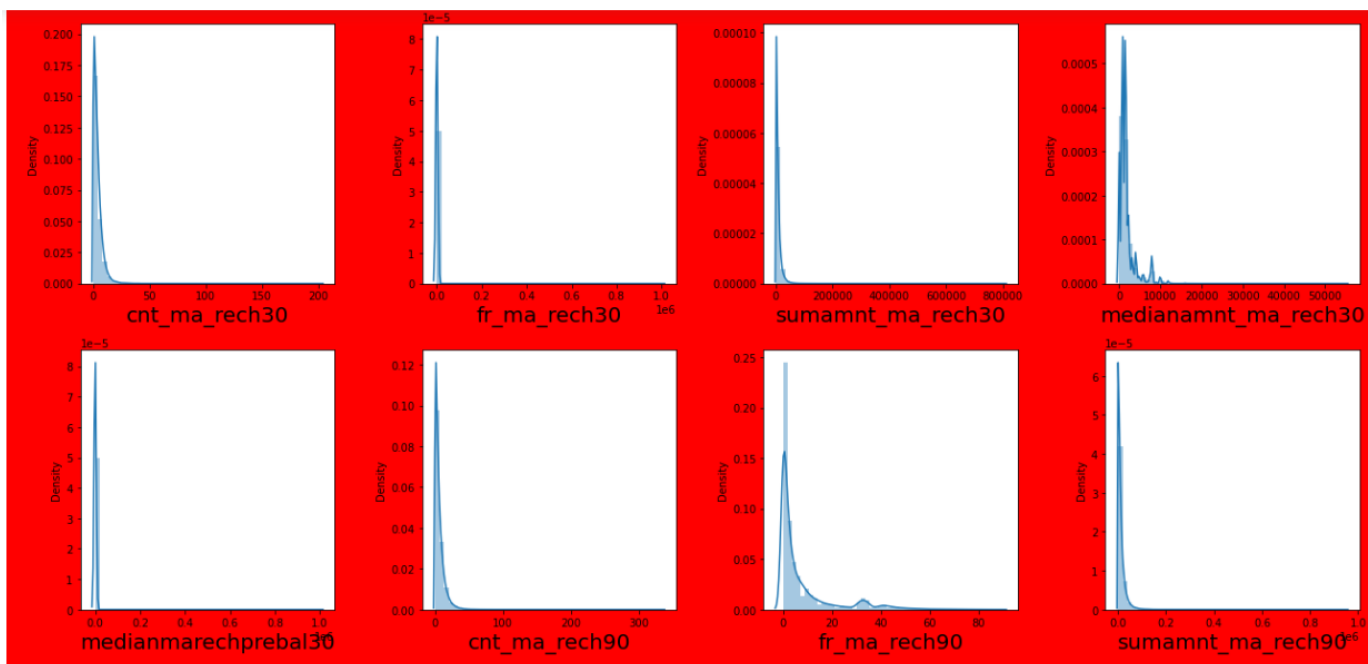 1e−5
0.200
0.175
0.150
0.125
0.100
0.075
0.050
0.025
0.000
Density
0 50 100 150 200
cnt_ma_rech30
8
7
6
5
4
3
2
1
0
Density
0.0 0.2 0.4 0.6 0.8 1.0
1e6
fr_ma_rech30
0.00010
0.00008
0.00006
0.00004
0.00002
0.00000
Density
0 200000 400000 600000 800000
sumamnt_ma_rech30
0.0005
0.0004
0.0003
0.0002
0.0001
0.0000
Density
0 10000 20000 30000 40000 50000
medianamnt_ma_rech30
1e−5
8
7
6
5
4
3
2
1
0
Density
0.0 0.2 0.4 0.6 0.8 1.0
1e6
medianmarechprebal30
0.12
0.10
0.08
0.06
0.04
0.02
0.00
Density
0 100 200 300
cnt_ma_rech90
0.25
0.20
0.15
0.10
0.05
0.00
Density
0 20 40 60 80
fr_ma_rech90
1e−5
6
5
4
3
2
1
0
Density
0.0 0.2 0.4 0.6 0.8 1.0
1e6
sumamnt_ma_rech90